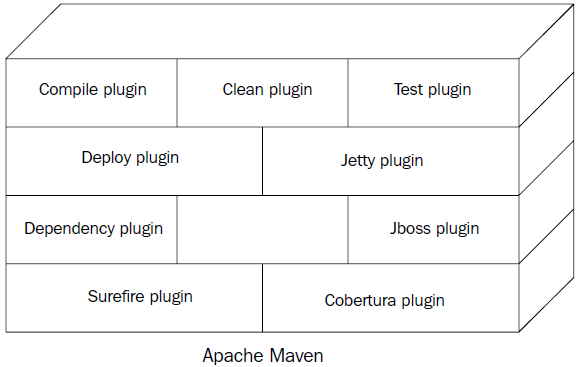 Compile plugin
Clean plugin
Test plugin
Deploy plugin
Jetty plugin
Dependency plugin
Jboss plugin
Surefire plugin
Cobertura plugin
Apache Maven